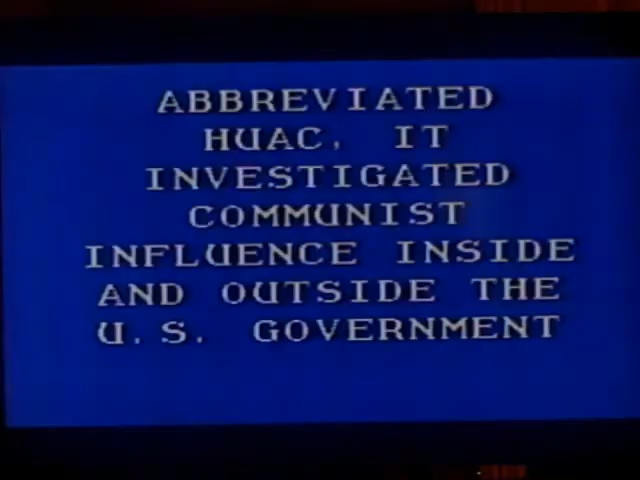 ABBREVIATED
HUAC, IT
INVESTIGATED
COMMUNIST
INFLUENCE INSIDE
AND OUTSIDE THE
U.S. GOVERNMENT